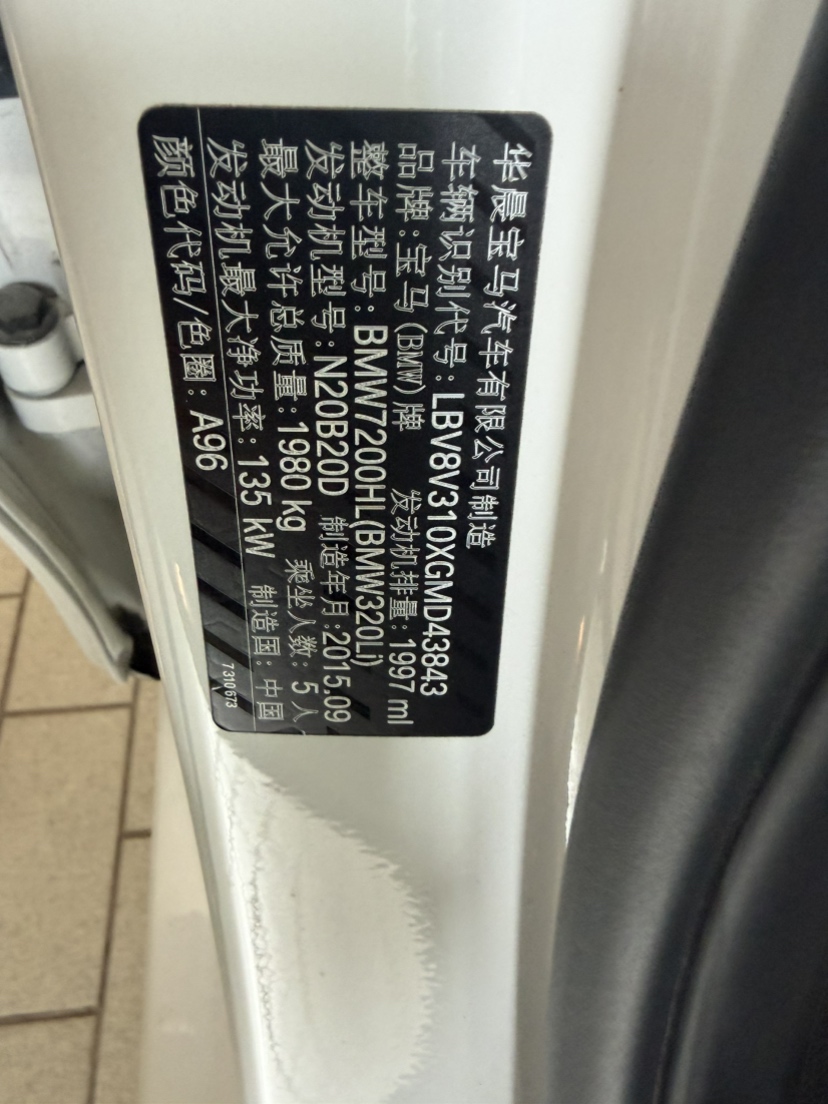 华晨宝马汽车有限公司制造
车辆识别代号：LBV8V310XGMD43843
品牌：宝马(BMW)牌 发动机排量：1997 ml
整车型号：BMW7200HL(BMW320Li)
发动机型号：N20B20D 制造年月：2015.09
最大允许总质量：1980 kg 乘坐人数：5 人
发动机最大净功率：135 kW 制造国：中国
颜色代码/色圈：A96 7310673